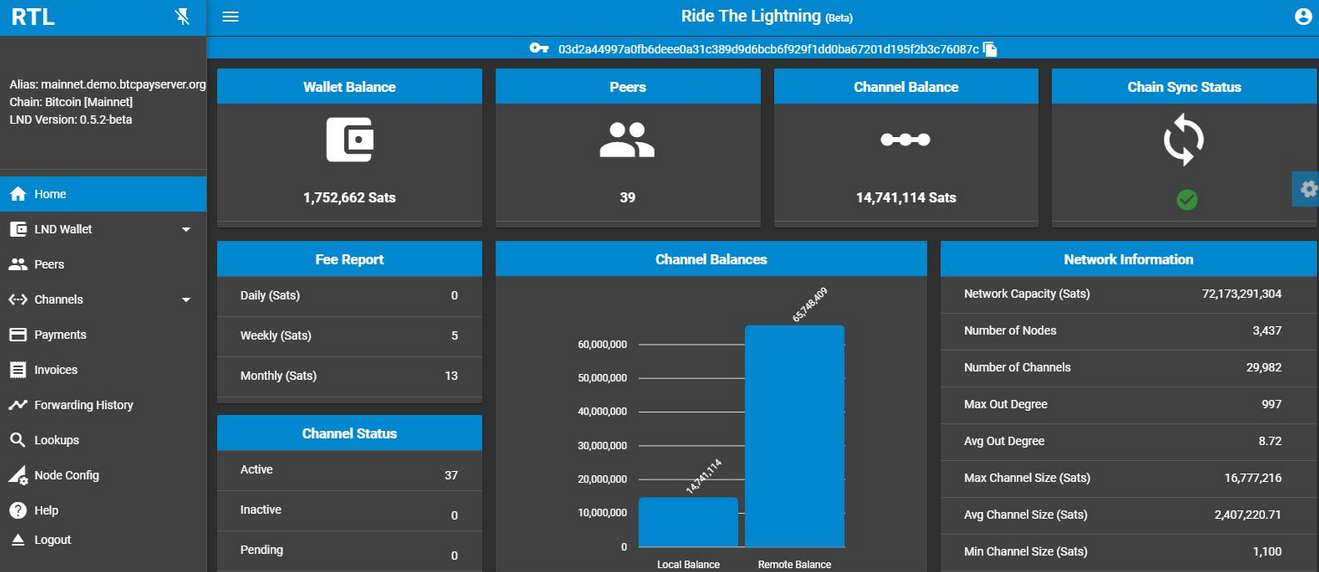 RTL
Ride The Lightning (Beta)
03d2a44997a0fb6deee0a31c389d9d6bcb6f929f1dd0ba67201d195f2b3c76087c
Alias: mainnet.demo.btcpayserver.org
Chain: Bitcoin [Mainnet]
LND Version: 0.5.2-beta
Home
LND Wallet
Peers
Channels
Payments
Invoices
Forwarding History
Lookups
Node Config
Help
Logout
Wallet Balance
1,752,662 Sats
Peers
39
Channel Balance
14,741,114 Sats
Chain Sync Status
Fee Report
Daily (Sats) 0
Weekly (Sats) 5
Monthly (Sats) 13
Channel Status
Active 37
Inactive 0
Pending 0
Channel Balances
65,748,409
60,000,000
50,000,000
40,000,000
30,000,000
14,741,114
20,000,000
10,000,000
0
Local Balance Remote Balance
Network Information
Network Capacity (Sats) 72,173,291,304
Number of Nodes 3,437
Number of Channels 29,982
Max Out Degree 997
Avg Out Degree 8.72
Max Channel Size (Sats) 16,777,216
Avg Channel Size (Sats) 2,407,220.71
Min Channel Size (Sats) 1,100